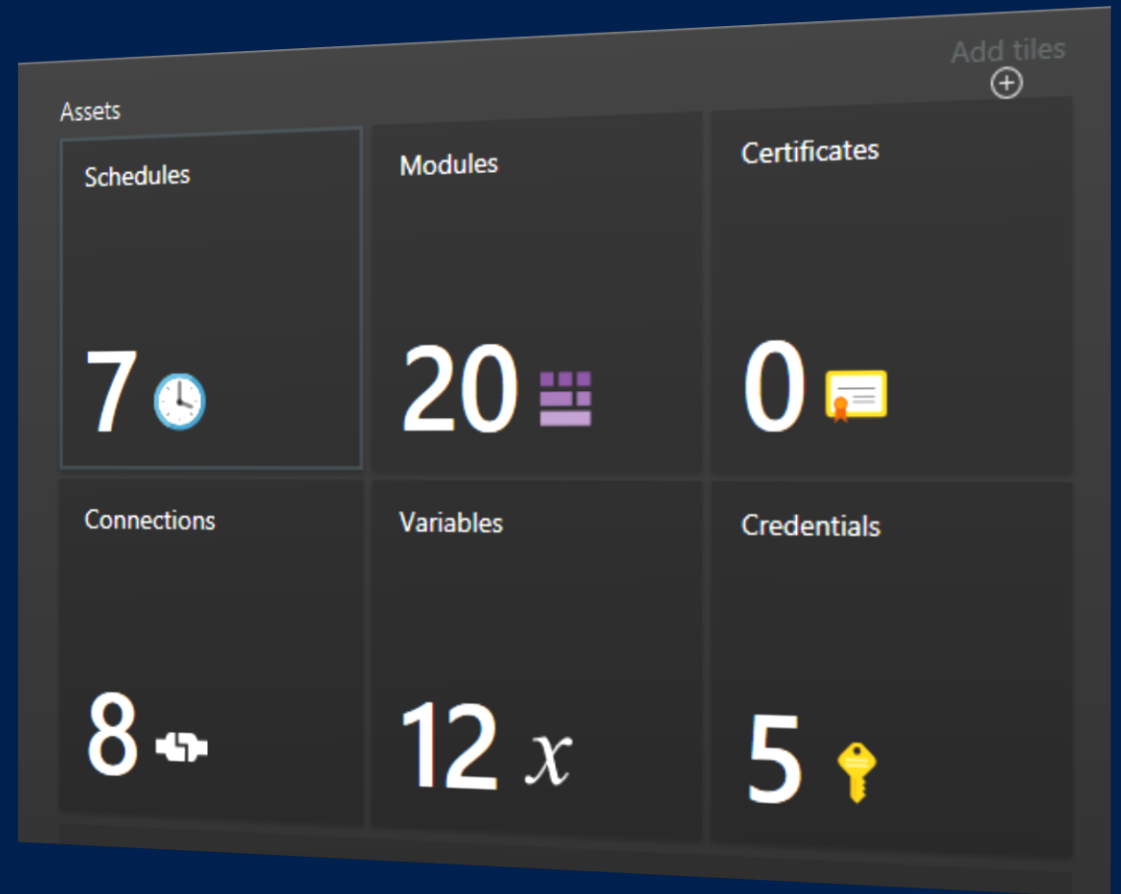 Add tiles
Assets
Schedules
Modules
Certificates
7
20
0
Connections
Variables
Credentials
8
12 x
5